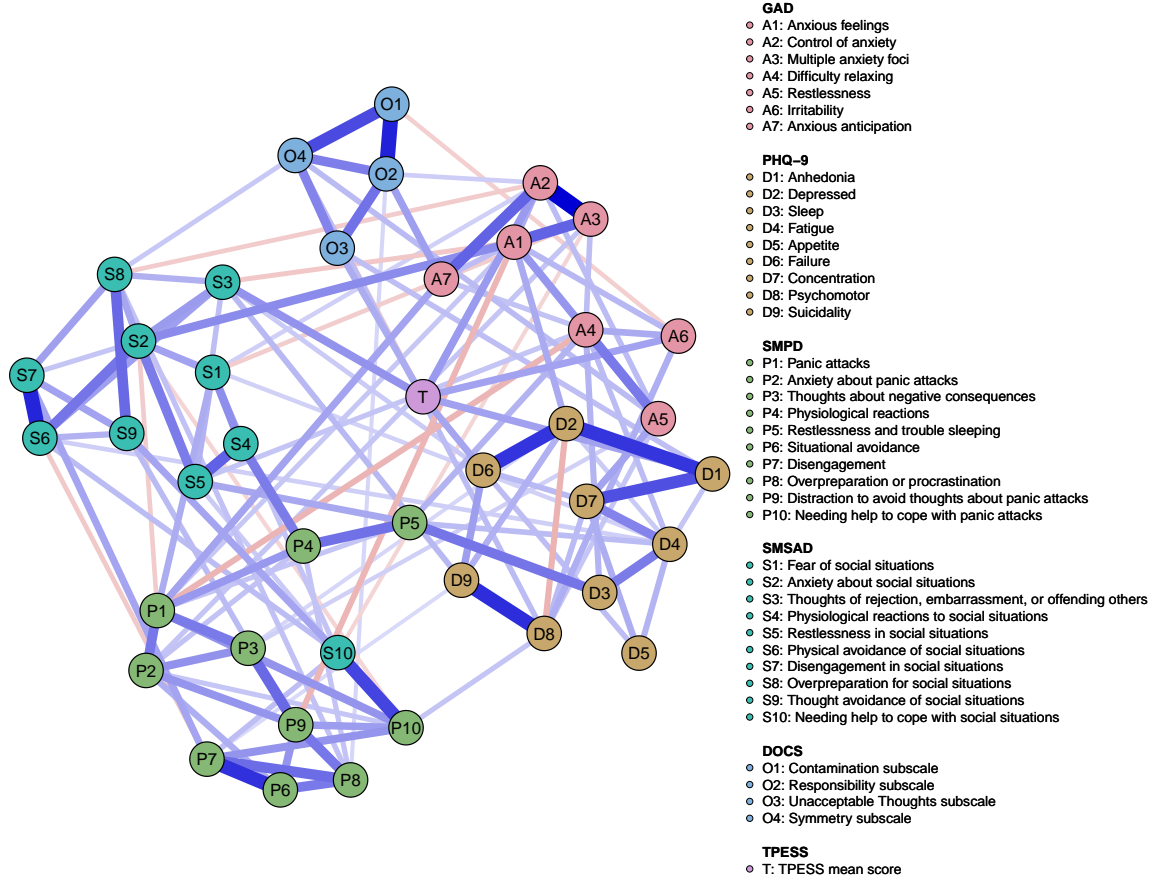 GAD
A1: Anxious feelings
A2: Control of anxiety
A3: Multiple anxiety foci
A4: Difficulty relaxing
A5: Restlessness
A6: Irritability
A7: Anxious anticipation
PHQ−9
D1: Anhedonia
D2: Depressed
D3: Sleep
D4: Fatigue
D5: Appetite
D6: Failure
D7: Concentration
D8: Psychomotor
D9: Suicidality
SMPD
P1: Panic attacks
P2: Anxiety about panic attacks
P3: Thoughts about negative consequences
P4: Physiological reactions
P5: Restlessness and trouble sleeping
P6: Situational avoidance
P7: Disengagement
P8: Overpreparation or procrastination
P9: Distraction to avoid thoughts about panic attacks
P10: Needing help to cope with panic attacks
SMSAD
S1: Fear of social situations
S2: Anxiety about social situations
S3: Thoughts of rejection, embarrassment, or offending others
S4: Physiological reactions to social situations
S5: Restlessness in social situations
S6: Physical avoidance of social situations
S7: Disengagement in social situations
S8: Overpreparation for social situations
S9: Thought avoidance of social situations
S10: Needing help to cope with social situations
DOCS
O1: Contamination subscale
O2: Responsibility subscale
O3: Unacceptable Thoughts subscale
O4: Symmetry subscale
TPESS
T: TPESS mean score
O1
O4
O2
A2
A3
A1
O3
S8
A7
S3
A4
A6
S2
S1
S7
T
A5
D2
S9
S6
S4
D6
D1
S5
D7
P5
P4
D4
D9
D3
P1
D8
P3
S10
D5
P2
P9
P10
P7
P8
P6